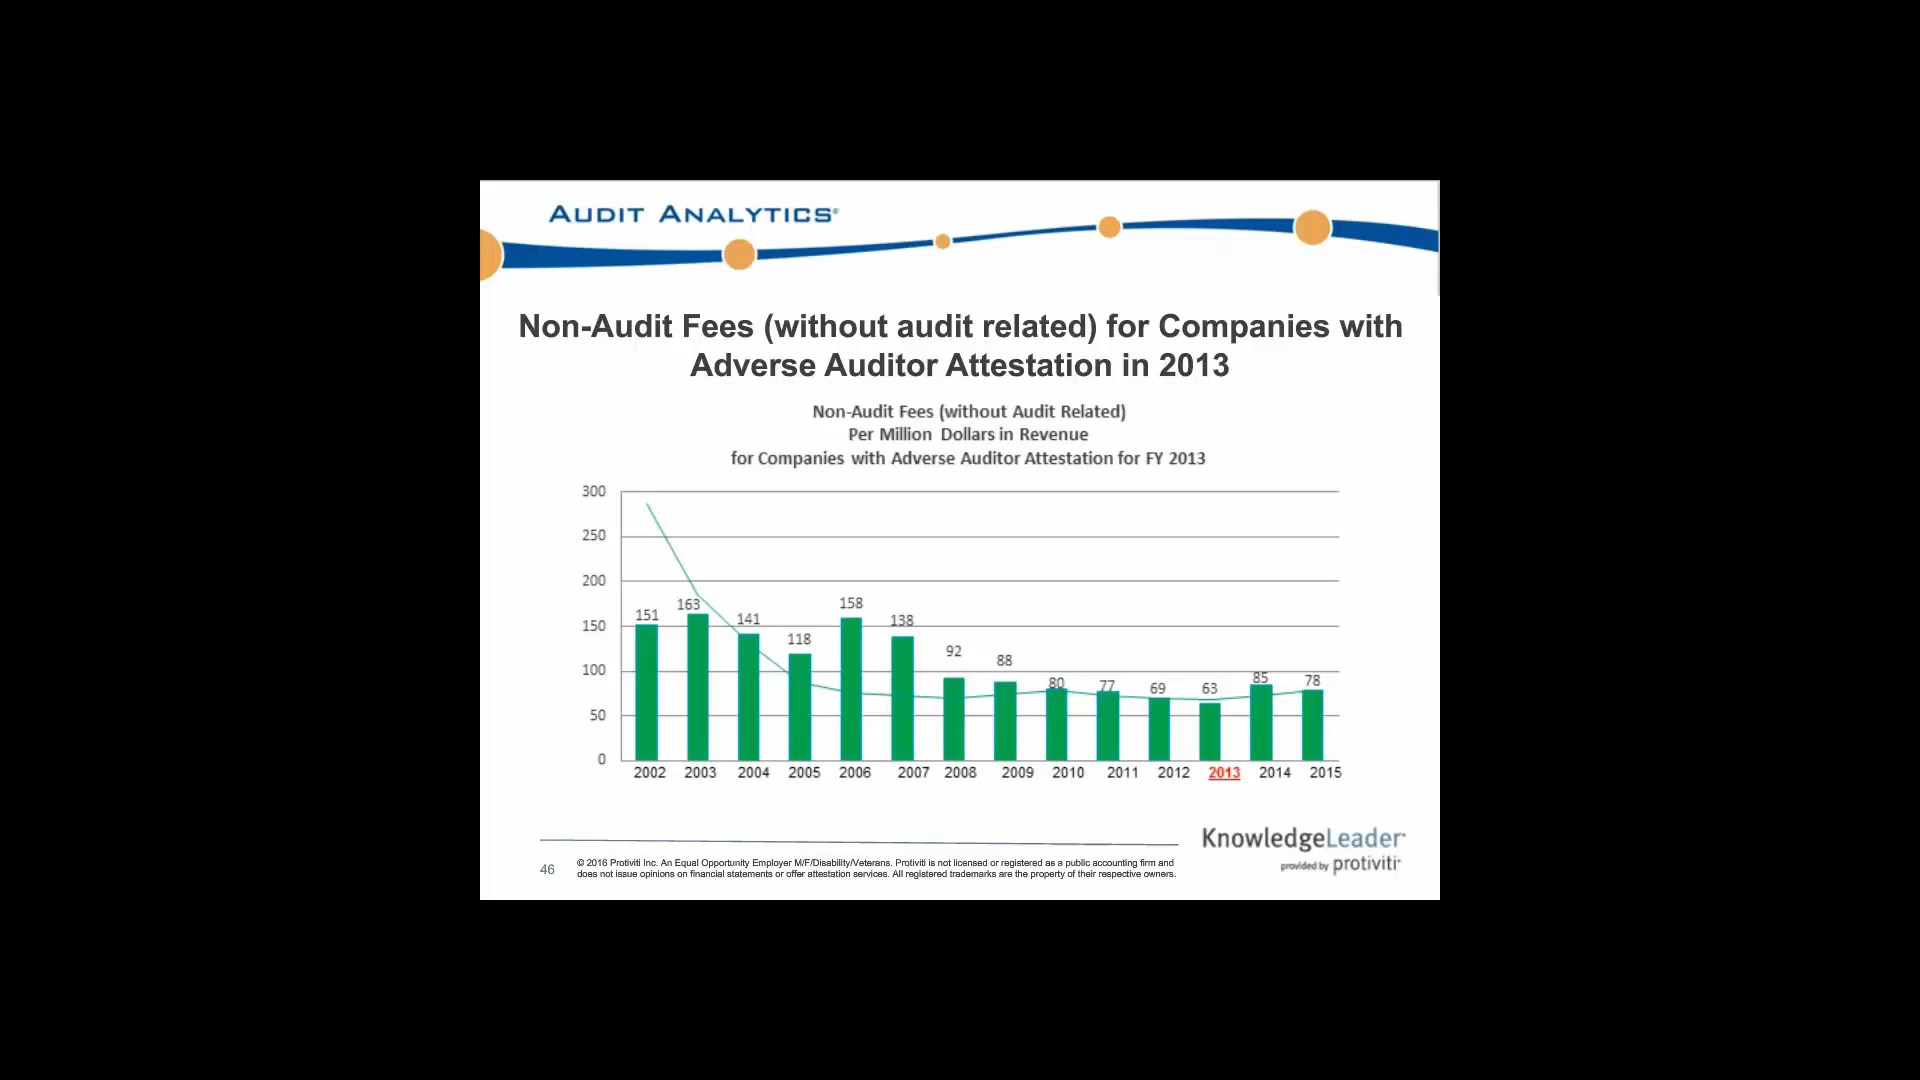 AUDIT ANALYTICS®
Non-Audit Fees (without audit related) for Companies with
Adverse Auditor Attestation in 2013
Non-Audit Fees (without Audit Related)
Per Million Dollars in Revenue
for Companies with Adverse Auditor Attestation for FY 2013
300
250
200
150
100
50
0
151
163
141
118
158
138
92
88
80
77
69
63
85
78
2002 2003 2004 2005 2006 2007 2008 2009 2010 2011 2012 2013 2014 2015
KnowledgeLeader
provided by protiviti
46
© 2016 Protiviti Inc. An Equal Opportunity Employer M/F/Disability/Veterans. Protiviti is not licensed or registered as a public accounting firm and
does not issue opinions on financial statements or offer attestation services. All registered trademarks are the property of their respective owners.